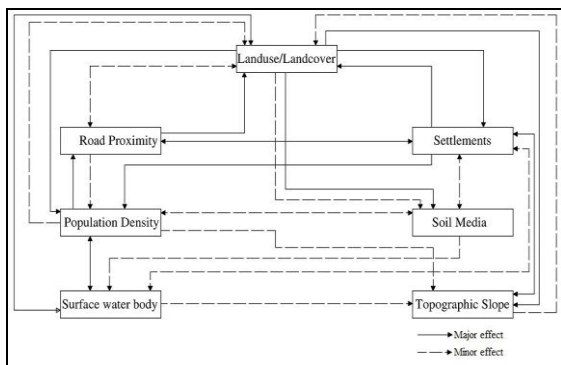 Landuse/Landcover
Road Proximity
Settlements
Population Density
Soil Media
Surface water body
Topographic Slope
Major effect
Minor effect